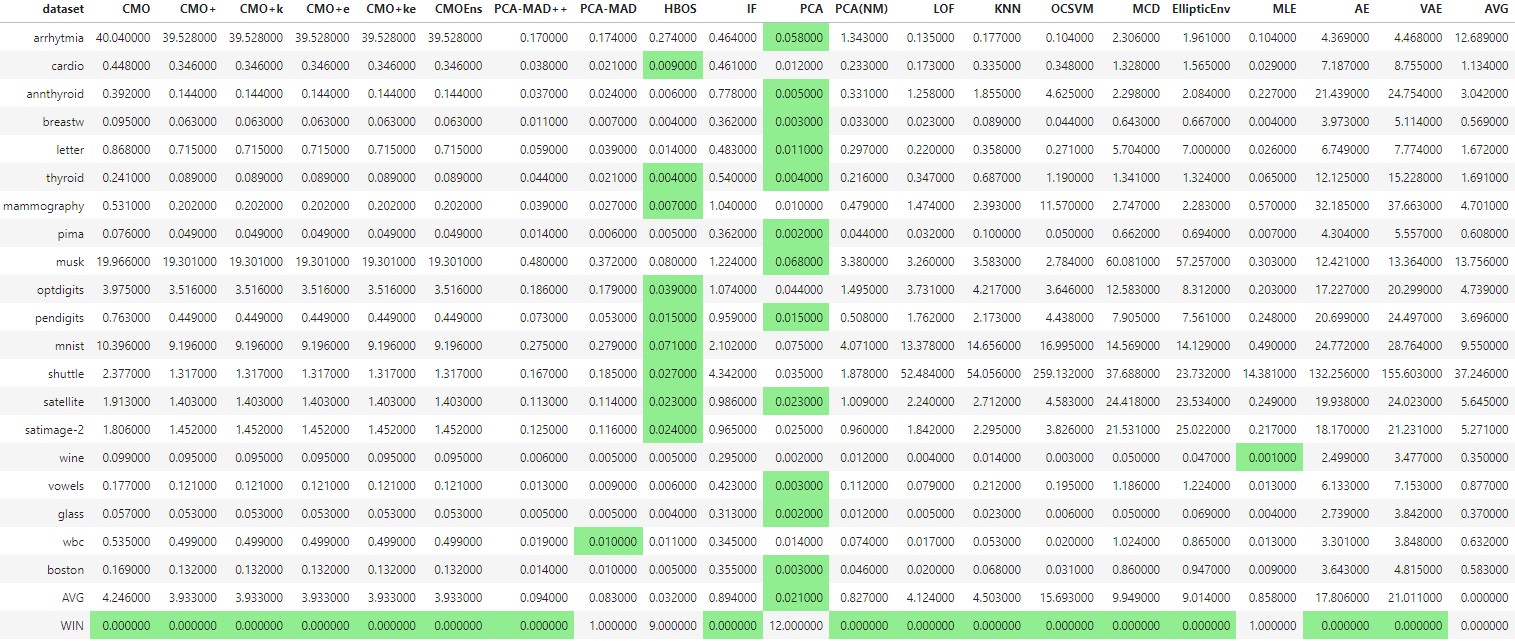 dataset CMO CMO+ CMO+k CMO+e CMO+ke CMOEns PCA-MAD++ PCA-MAD HBOS IF PCA PCA(NM) LOF KNN OCSVM MCD EllipticEnv MLE AE VAE AVG
arrhytmia 40.040000 39.528000 39.528000 39.528000 39.528000 39.528000 0.170000 0.174000 0.274000 0.464000 0.058000 1.343000 0.135000 0.177000 0.104000 2.306000 1.961000 0.104000 4.369000 4.468000 12.689000
cardio 0.448000 0.346000 0.346000 0.346000 0.346000 0.346000 0.038000 0.021000 0.009000 0.461000 0.012000 0.233000 0.173000 0.335000 0.348000 1.328000 1.565000 0.029000 7.187000 8.755000 1.134000
annthyroid 0.392000 0.144000 0.144000 0.144000 0.144000 0.144000 0.037000 0.024000 0.006000 0.778000 0.005000 0.331000 1.258000 1.855000 4.625000 2.298000 2.084000 0.227000 21.439000 24.754000 3.042000
breastw 0.095000 0.063000 0.063000 0.063000 0.063000 0.063000 0.011000 0.007000 0.004000 0.362000 0.003000 0.033000 0.023000 0.089000 0.044000 0.643000 0.667000 0.004000 3.973000 5.114000 0.569000
letter 0.868000 0.715000 0.715000 0.715000 0.715000 0.715000 0.059000 0.039000 0.014000 0.483000 0.011000 0.297000 0.220000 0.358000 0.271000 5.704000 7.000000 0.026000 6.749000 7.774000 1.672000
thyroid 0.241000 0.089000 0.089000 0.089000 0.089000 0.089000 0.044000 0.021000 0.004000 0.540000 0.004000 0.216000 0.347000 0.687000 1.190000 1.341000 1.324000 0.065000 12.125000 15.228000 1.691000
mammography 0.531000 0.202000 0.202000 0.202000 0.202000 0.202000 0.039000 0.027000 0.007000 1.040000 0.010000 0.479000 1.474000 2.393000 11.570000 2.747000 2.283000 0.570000 32.185000 37.663000 4.701000
pima 0.076000 0.049000 0.049000 0.049000 0.049000 0.049000 0.014000 0.006000 0.005000 0.362000 0.002000 0.044000 0.032000 0.100000 0.050000 0.662000 0.694000 0.007000 4.304000 5.557000 0.608000
musk 19.966000 19.301000 19.301000 19.301000 19.301000 19.301000 0.480000 0.372000 0.080000 1.224000 0.068000 3.380000 3.260000 3.583000 2.784000 60.081000 57.257000 0.303000 12.421000 13.364000 13.756000
optdigits 3.975000 3.516000 3.516000 3.516000 3.516000 3.516000 0.186000 0.179000 0.039000 1.074000 0.044000 1.495000 3.731000 4.217000 3.646000 12.583000 8.312000 0.203000 17.227000 20.299000 4.739000
pendigits 0.763000 0.449000 0.449000 0.449000 0.449000 0.449000 0.073000 0.053000 0.015000 0.959000 0.015000 0.508000 1.762000 2.173000 4.438000 7.905000 7.561000 0.248000 20.699000 24.497000 3.696000
mnist 10.396000 9.196000 9.196000 9.196000 9.196000 9.196000 0.275000 0.279000 0.071000 2.102000 0.075000 4.071000 13.378000 14.656000 16.995000 14.569000 14.129000 0.490000 24.772000 28.764000 9.550000
shuttle 2.377000 1.317000 1.317000 1.317000 1.317000 1.317000 0.167000 0.185000 0.027000 4.342000 0.035000 1.878000 52.484000 54.056000 259.132000 37.688000 23.732000 14.381000 132.256000 155.603000 37.246000
satellite 1.913000 1.403000 1.403000 1.403000 1.403000 1.403000 0.113000 0.114000 0.023000 0.986000 0.023000 1.009000 2.240000 2.712000 4.583000 24.418000 23.534000 0.249000 19.938000 24.023000 5.645000
satimage-2 1.806000 1.452000 1.452000 1.452000 1.452000 1.452000 0.125000 0.116000 0.024000 0.965000 0.025000 0.960000 1.842000 2.295000 3.826000 21.531000 25.022000 0.217000 18.170000 21.231000 5.271000
wine 0.099000 0.095000 0.095000 0.095000 0.095000 0.095000 0.006000 0.005000 0.005000 0.295000 0.002000 0.012000 0.004000 0.014000 0.003000 0.050000 0.047000 0.001000 2.499000 3.477000 0.350000
vowels 0.177000 0.121000 0.121000 0.121000 0.121000 0.121000 0.013000 0.009000 0.006000 0.423000 0.003000 0.112000 0.079000 0.212000 0.195000 1.186000 1.224000 0.013000 6.133000 7.153000 0.877000
glass 0.057000 0.053000 0.053000 0.053000 0.053000 0.053000 0.005000 0.005000 0.004000 0.313000 0.002000 0.012000 0.005000 0.023000 0.006000 0.050000 0.069000 0.004000 2.739000 3.842000 0.370000
wbc 0.535000 0.499000 0.499000 0.499000 0.499000 0.499000 0.019000 0.010000 0.011000 0.345000 0.014000 0.074000 0.017000 0.053000 0.020000 1.024000 0.865000 0.013000 3.301000 3.848000 0.632000
boston 0.169000 0.132000 0.132000 0.132000 0.132000 0.132000 0.014000 0.010000 0.005000 0.355000 0.003000 0.046000 0.020000 0.068000 0.031000 0.860000 0.947000 0.009000 3.643000 4.815000 0.583000
AVG 4.246000 3.933000 3.933000 3.933000 3.933000 3.933000 0.094000 0.083000 0.032000 0.894000 0.021000 0.827000 4.124000 4.503000 15.693000 9.949000 9.014000 0.858000 17.806000 21.011000 0.000000
WIN 0.000000 0.000000 0.000000 0.000000 0.000000 0.000000 0.000000 1.000000 9.000000 0.000000 12.000000 0.000000 0.000000 0.000000 0.000000 0.000000 0.000000 1.000000 0.000000 0.000000 0.000000